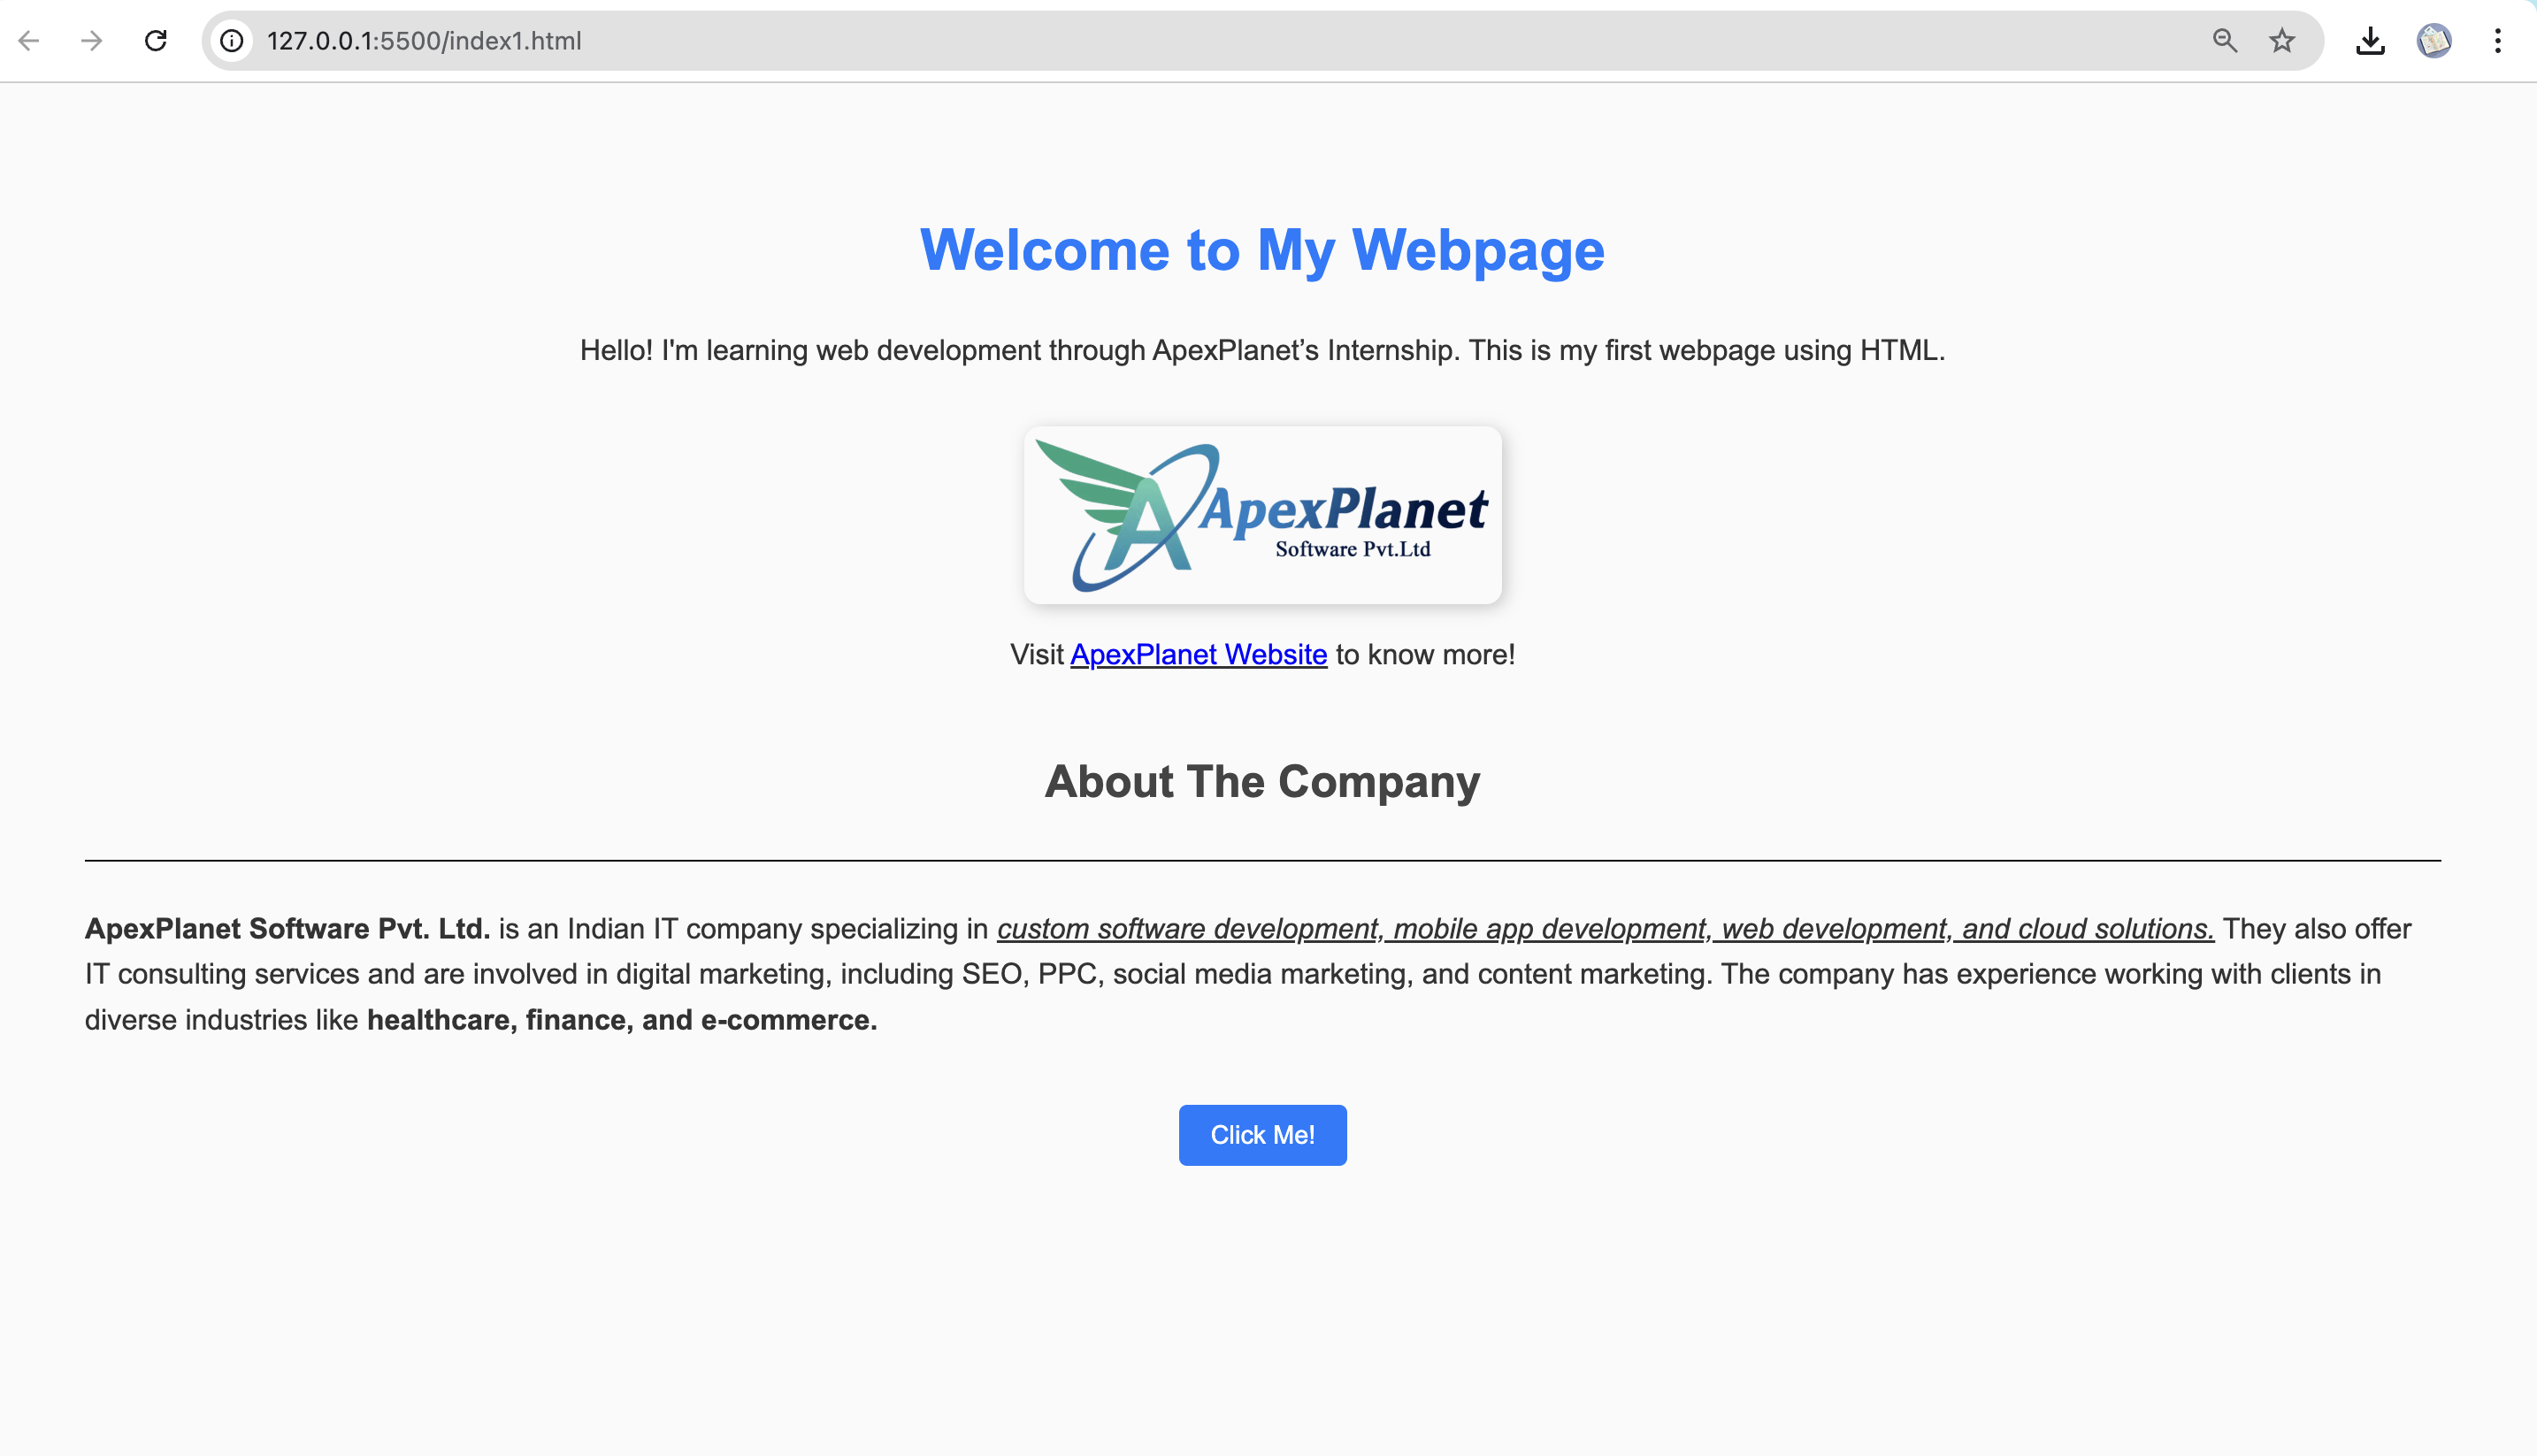 127.0.0.1:5500/index1.html
Welcome to My Webpage
Hello! I'm learning web development through ApexPlanet’s Internship. This is my first webpage using HTML.
ApexPlanet
Software Pvt.Ltd
Visit ApexPlanet Website to know more!
About The Company
ApexPlanet Software Pvt. Ltd. is an Indian IT company specializing in custom software development, mobile app development, web development, and cloud solutions. They also offer
IT consulting services and are involved in digital marketing, including SEO, PPC, social media marketing, and content marketing. The company has experience working with clients in
diverse industries like healthcare, finance, and e-commerce.
Click Me!